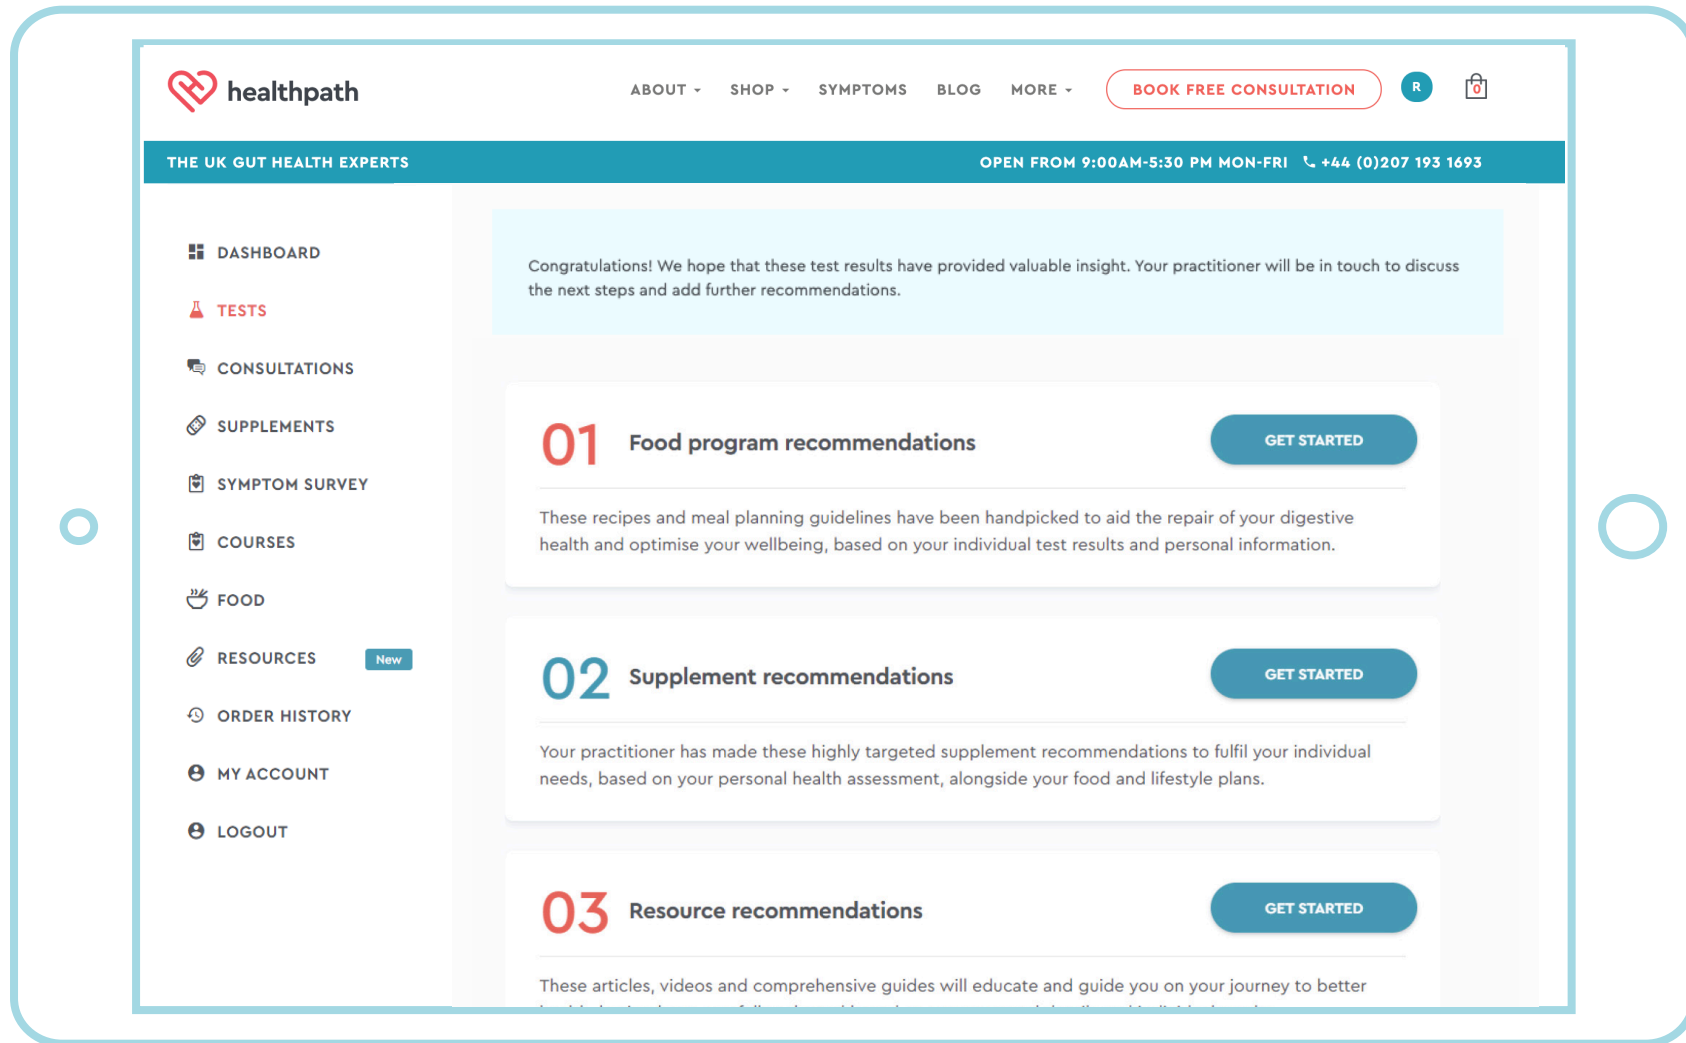 healthpath
ABOUT SHOP SYMPTOMS BLOG MORE BOOK FREE CONSULTATION R 0
THE UK GUT HEALTH EXPERTS OPEN FROM 9:00AM-5:30 PM MON-FRI +44 (0)207 193 1693
DASHBOARD
TESTS
CONSULTATIONS
SUPPLEMENTS
SYMPTOM SURVEY
COURSES
FOOD
RESOURCES New
ORDER HISTORY
MY ACCOUNT
LOGOUT
Congratulations! We hope that these test results have provided valuable insight. Your practitioner will be in touch to discuss
the next steps and add further recommendations.
01 Food program recommendations GET STARTED
These recipes and meal planning guidelines have been handpicked to aid the repair of your digestive
health and optimise your wellbeing, based on your individual test results and personal information.
02 Supplement recommendations GET STARTED
Your practitioner has made these highly targeted supplement recommendations to fulfil your individual
needs, based on your personal health assessment, alongside your food and lifestyle plans.
03 Resource recommendations GET STARTED
These articles, videos and comprehensive guides will educate and guide you on your journey to better